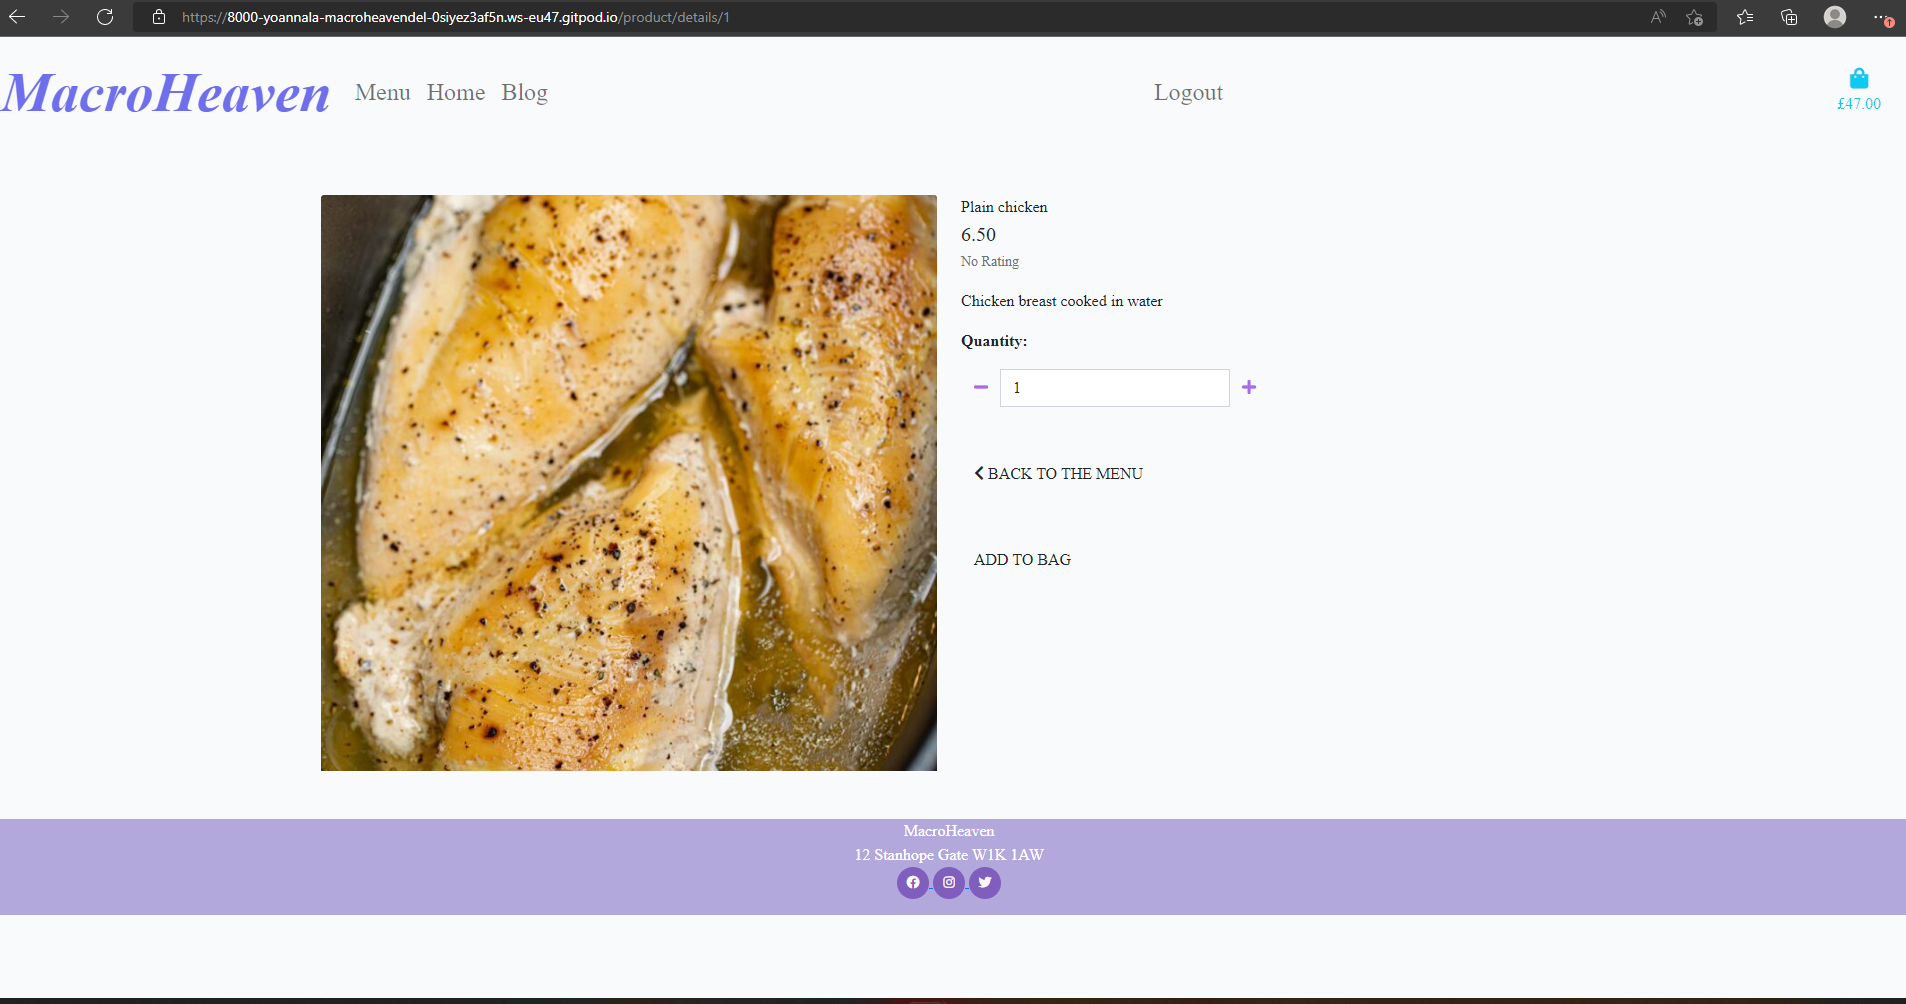 https://8000-yoannala-macroheavendel-0siyez3af5n.ws-eu47.gitpod.io/product/details/1
MacroHeaven Menu Home Blog Logout
£47.00
Plain chicken
6.50
No Rating
Chicken breast cooked in water
Quantity:
1
BACK TO THE MENU
ADD TO BAG
MacroHeaven
12 Stanhope Gate W1K 1AW